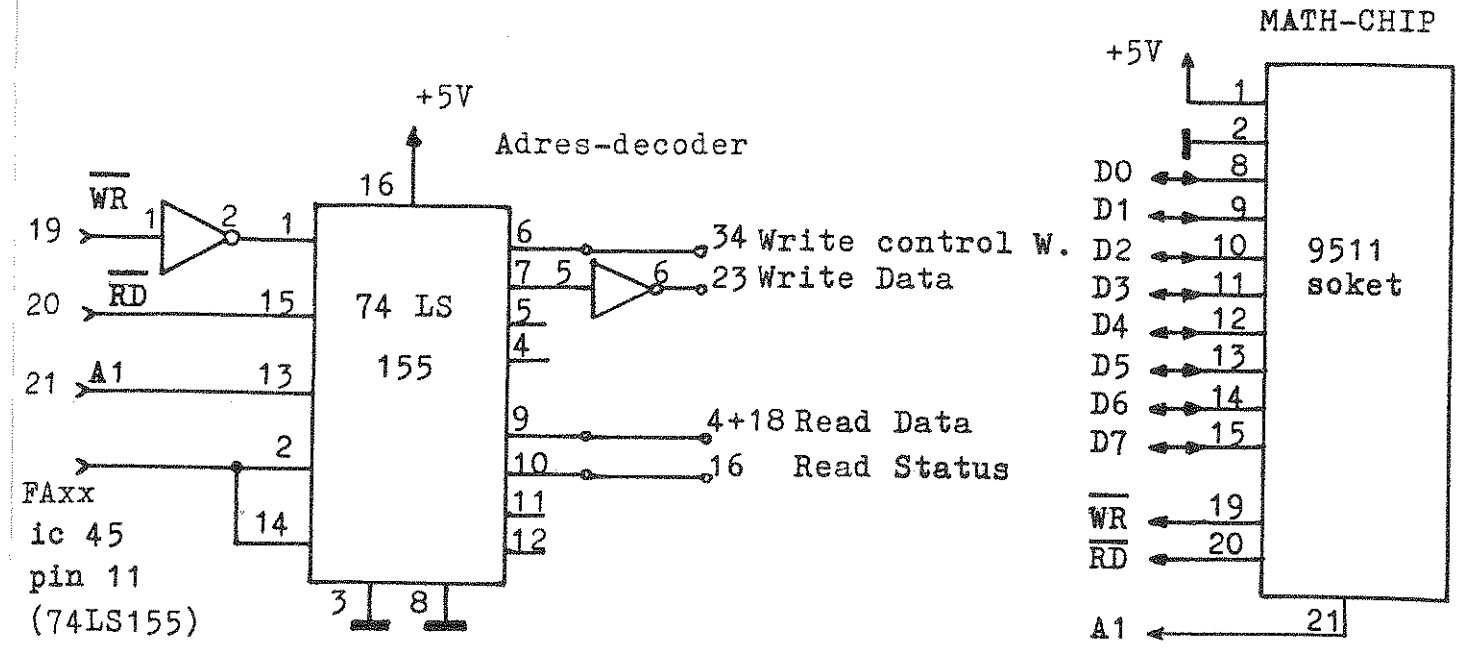 MATH-CHIP
+5V
+5V
Adres-decoder
1
2
16
D0
8
WR
19
1
2
1
6
34 Write control W.
D1
9
7
5
6
23 Write Data
D2
10
9511
RD
soket
20
15
74 LS
5
D3
11
4
D4
12
155
21
A1
13
D5
13
9
4+18 Read Data
D6
14
2
10
16 Read Status
D7
15
FAxx
11
ic 45
14
12
WR
19
pin 11
RD
20
(74LS155)
3
8
A1
21